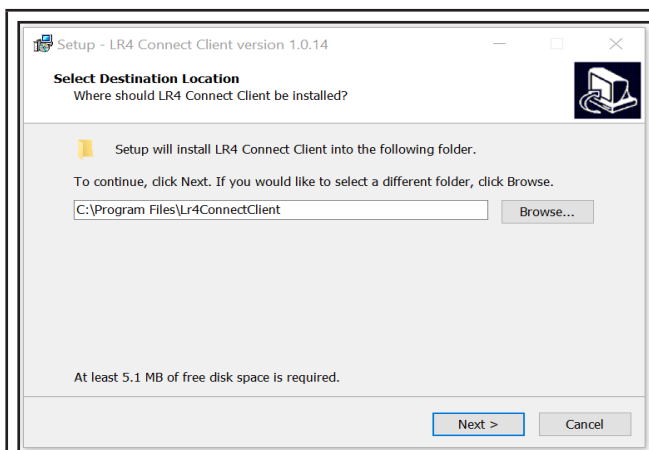 Setup - LR4 Connect Client version 1.0.14
Select Destination Location
Where should LR4 Connect Client be installed?
Setup will install LR4 Connect Client into the following folder.
To continue, click Next. If you would like to select a different folder, click Browse.
C:\Program Files\Lr4ConnectClient
Browse...
At least 5.1 MB of free disk space is required.
Next >
Cancel